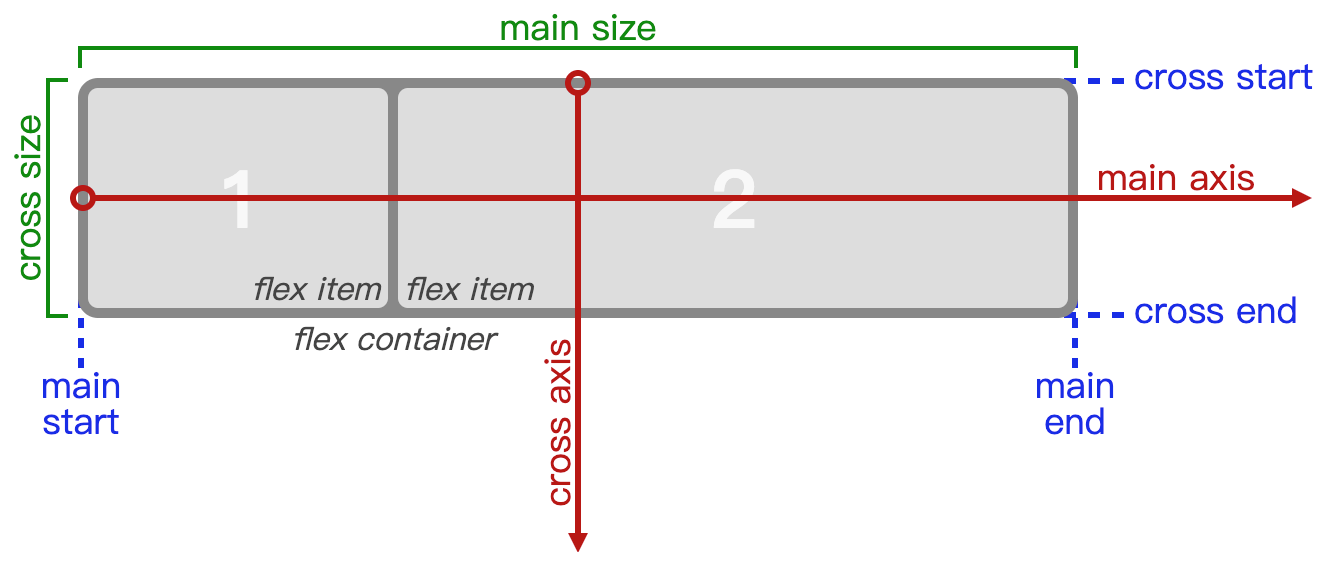 main size
cross start
cross size
1
2
main axis
flex item
flex item
cross end
flex container
cross axis
main
start
main
end